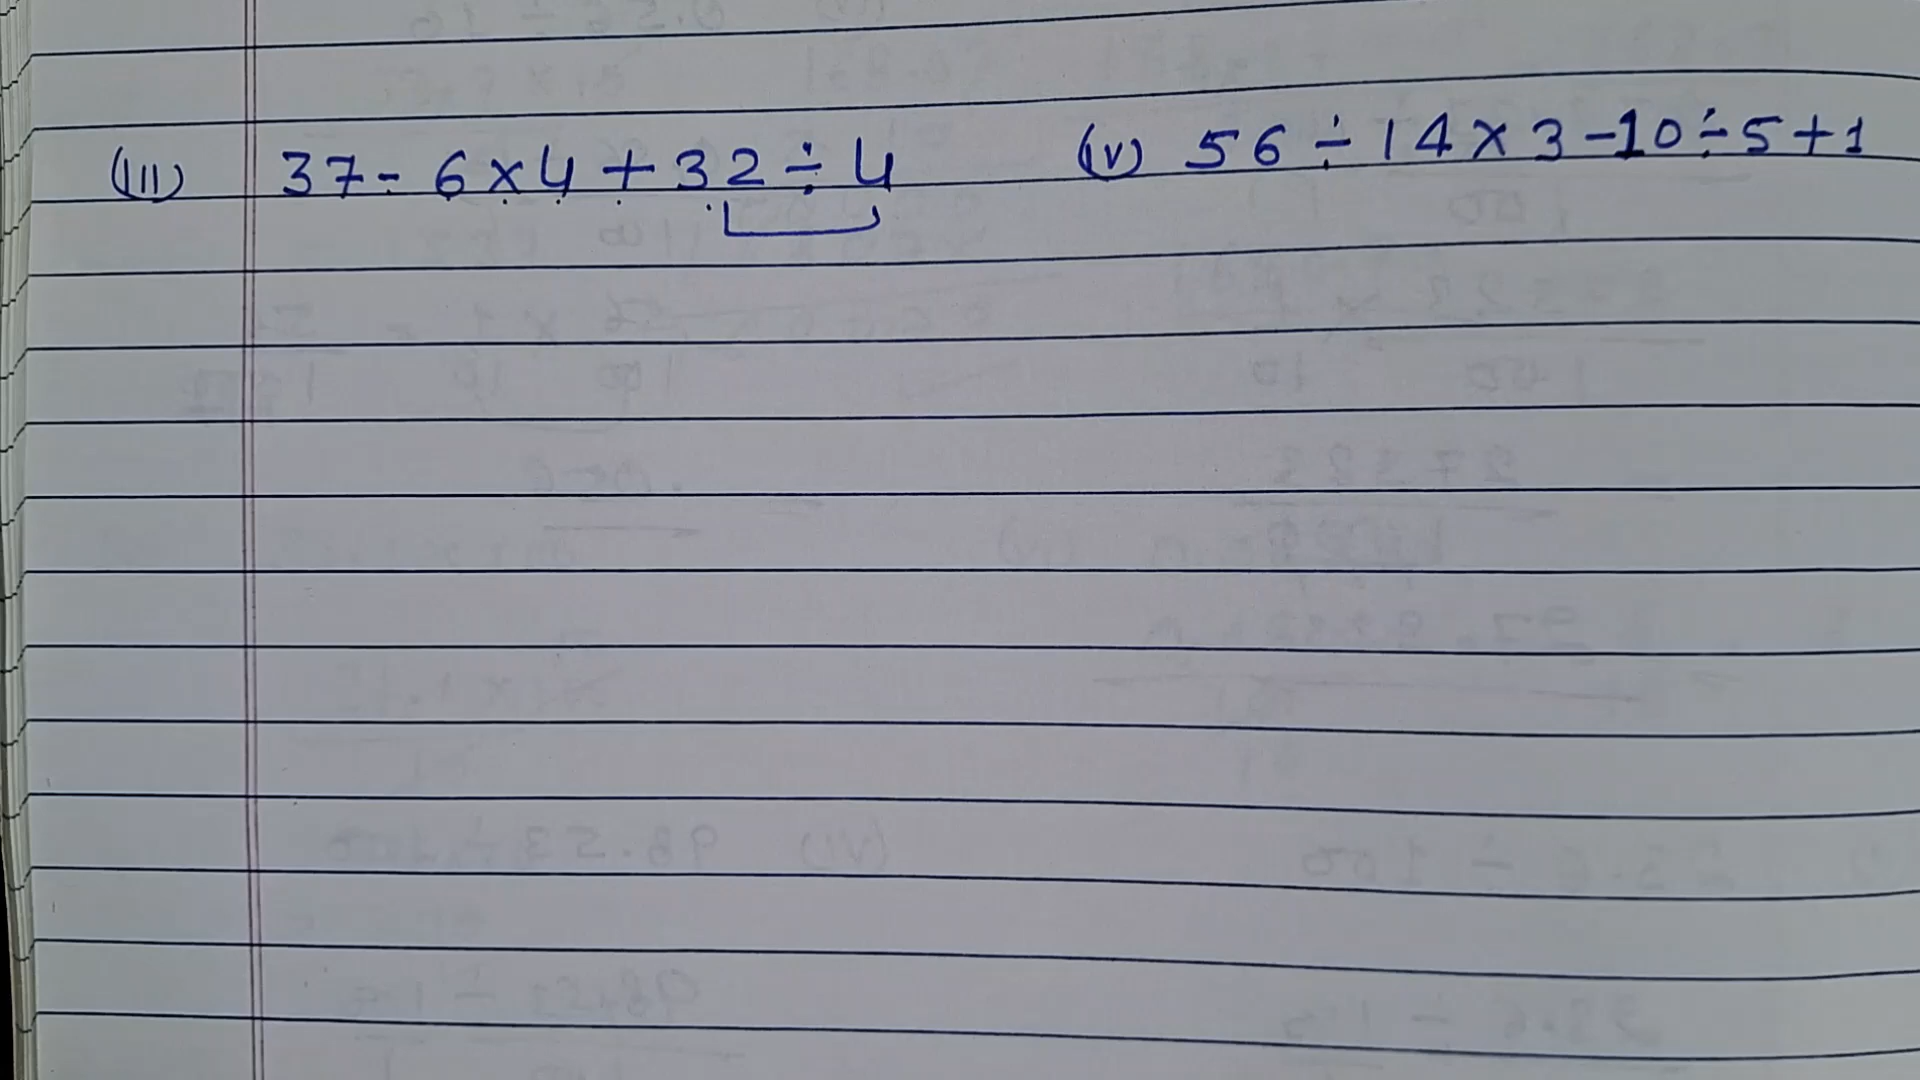 (III) 37 - 6 × 4 + 32 ÷ 4
(V) 56 ÷ 14 × 3 - 10 ÷ 5 + 1